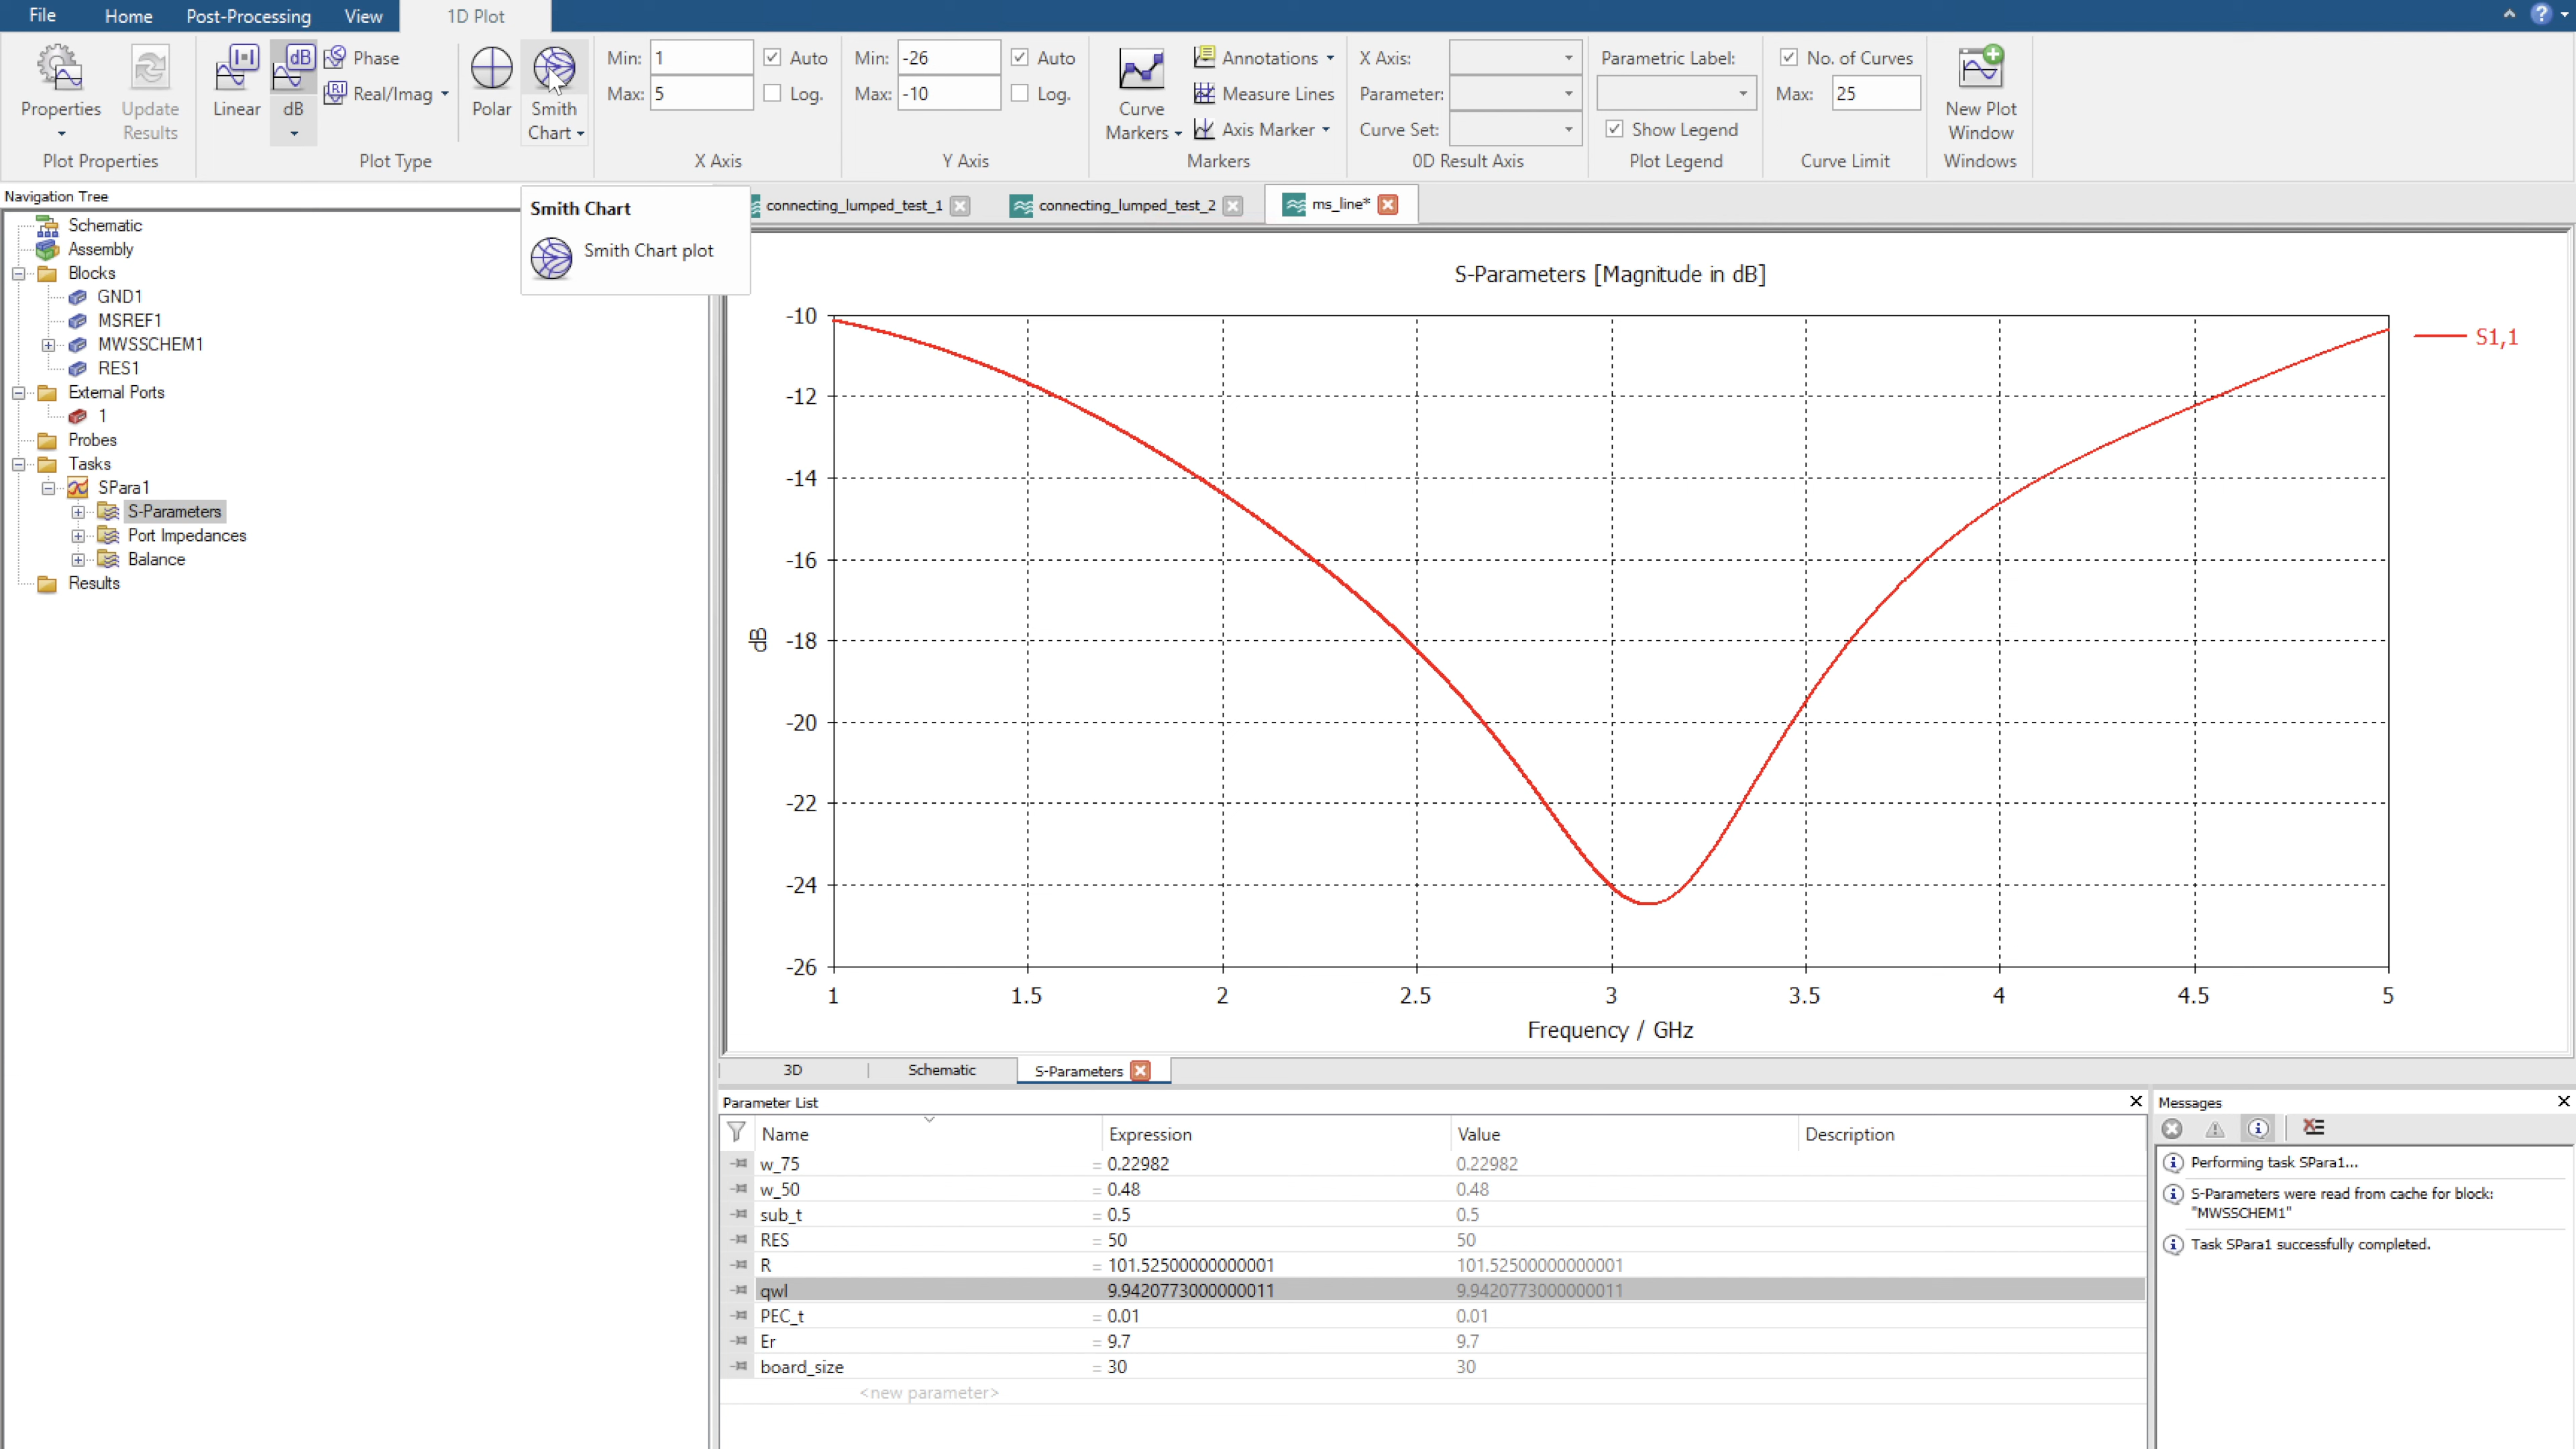 File Home Post-Processing View 1D Plot
Min: 1 Auto Min: -26 Auto
Phase Annotations X Axis: Parametric Label: No. of Curves
Real/Imag Max: 5 Log. Max: -10 Log. Measure Lines Parameter: Max: 25
Properties Update Results Linear dB Polar Smith Chart Curve Markers Axis Marker Curve Set: Show Legend New Plot Window
Plot Properties Plot Type X Axis Y Axis Markers 0D Result Axis Plot Legend Curve Limit Windows
Navigation Tree
Smith Chart
Smith Chart plot
connecting_lumped_test_1 connecting_lumped_test_2 ms_line*
Schematic
Assembly
Blocks
GND1
MSREF1
MWSSCHEM1
RES1
External Ports
1
Probes
Tasks
SPara1
S-Parameters
Port Impedances
Balance
Results
S-Parameters [Magnitude in dB]
S1,1
-10
-12
-14
-16
-18
-20
-22
-24
-26
dB
1 1.5 2 2.5 3 3.5 4 4.5 5
Frequency / GHz
3D Schematic S-Parameters
Parameter List
Name Expression Value Description
w_75 = 0.22982 0.22982
w_50 = 0.48 0.48
sub_t = 0.5 0.5
RES = 50 50
R = 101.52500000000001 101.52500000000001
qwl 9.9420773000000011 9.9420773000000011
PEC_t = 0.01 0.01
Er = 9.7 9.7
board_size = 30 30
<new parameter>
Messages
Performing task SPara1...
S-Parameters were read from cache for block:
"MWSSCHEM1"
Task SPara1 successfully completed.